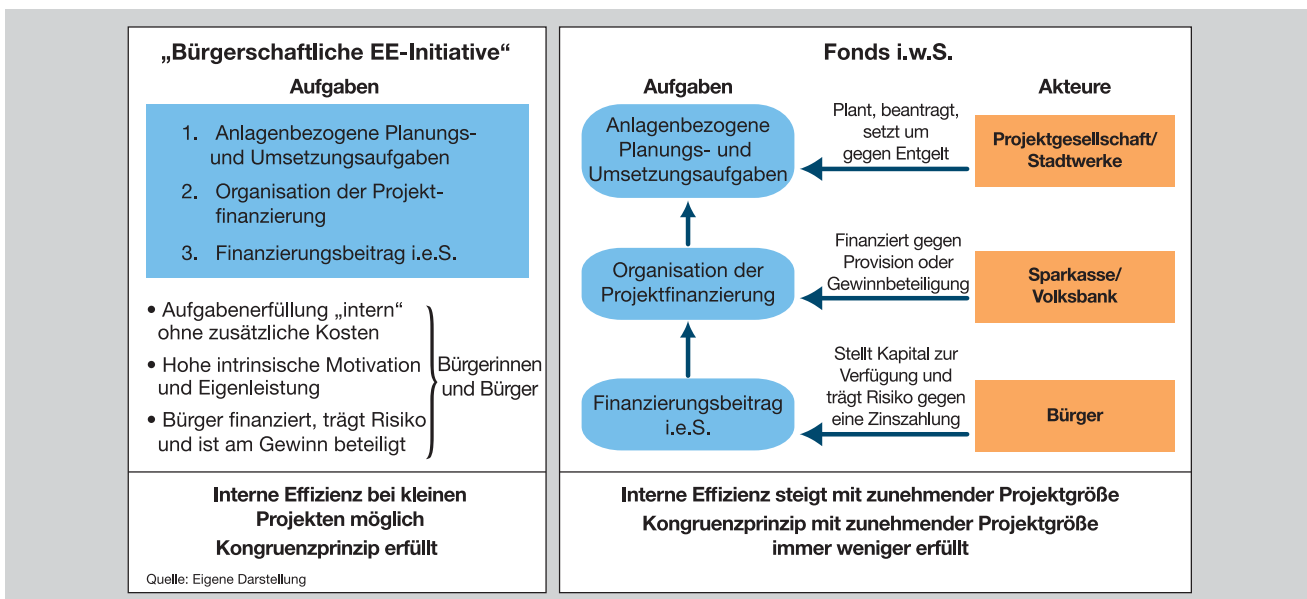 „Bürgerschaftliche EE-Initiative“
Aufgaben
1. Anlagenbezogene Planungs-
und Umsetzungsaufgaben
2. Organisation der Projekt-
finanzierung
3. Finanzierungsbeitrag i.e.S.
• Aufgabenerfüllung „intern“
ohne zusätzliche Kosten
• Hohe intrinsische Motivation
und Eigenleistung
• Bürger finanziert, trägt Risiko
und ist am Gewinn beteiligt
Bürgerinnen
und Bürger
Interne Effizienz bei kleinen
Projekten möglich
Kongruenzprinzip erfüllt
Quelle: Eigene Darstellung
Fonds i.w.S.
Aufgaben
Akteure
Anlagenbezogene
Planungs- und
Umsetzungsaufgaben
Plant, beantragt,
setzt um
gegen Entgelt
Projektgesellschaft/
Stadtwerke
Organisation der
Projektfinanzierung
Finanziert gegen
Provision oder
Gewinnbeteiligung
Sparkasse/
Volksbank
Finanzierungsbeitrag
i.e.S.
Stellt Kapital zur
Verfügung und
trägt Risiko gegen
eine Zinszahlung
Bürger
Interne Effizienz steigt mit zunehmender Projektgröße
Kongruenzprinzip mit zunehmender Projektgröße
immer weniger erfüllt